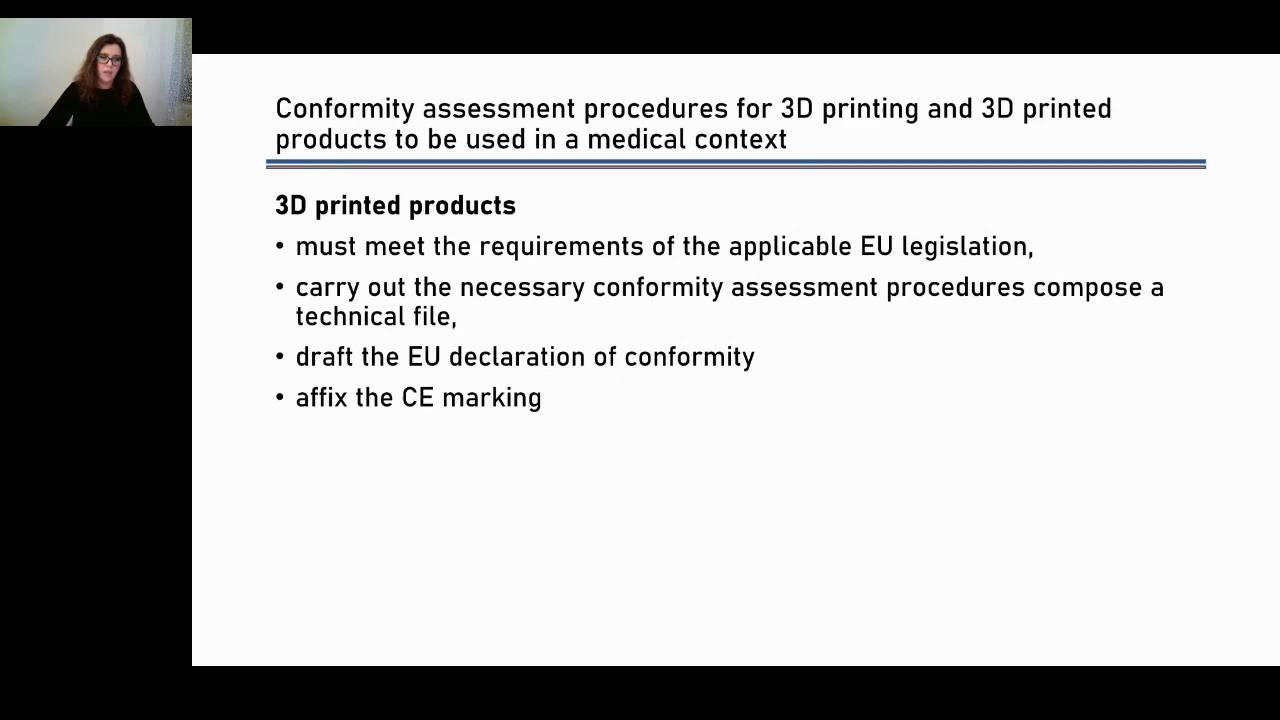 Conformity assessment procedures for 3D printing and 3D printed
products to be used in a medical context
3D printed products
• must meet the requirements of the applicable EU legislation,
• carry out the necessary conformity assessment procedures compose a
technical file,
• draft the EU declaration of conformity
• affix the CE marking